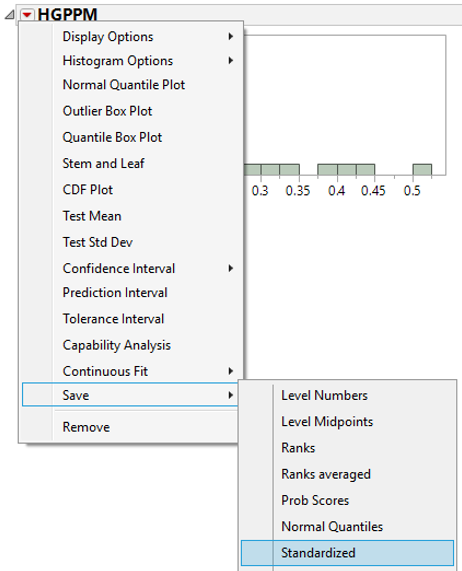 HGPPM
Display Options
Histogram Options
Normal Quantile Plot
Outlier Box Plot
Quantile Box Plot
Stem and Leaf
CDF Plot
Test Mean
Test Std Dev
Confidence Interval
Prediction Interval
Tolerance Interval
Capability Analysis
Continuous Fit
Save
Remove
0.3 0.35 0.4 0.45 0.5
Level Numbers
Level Midpoints
Ranks
Ranks averaged
Prob Scores
Normal Quantiles
Standardized